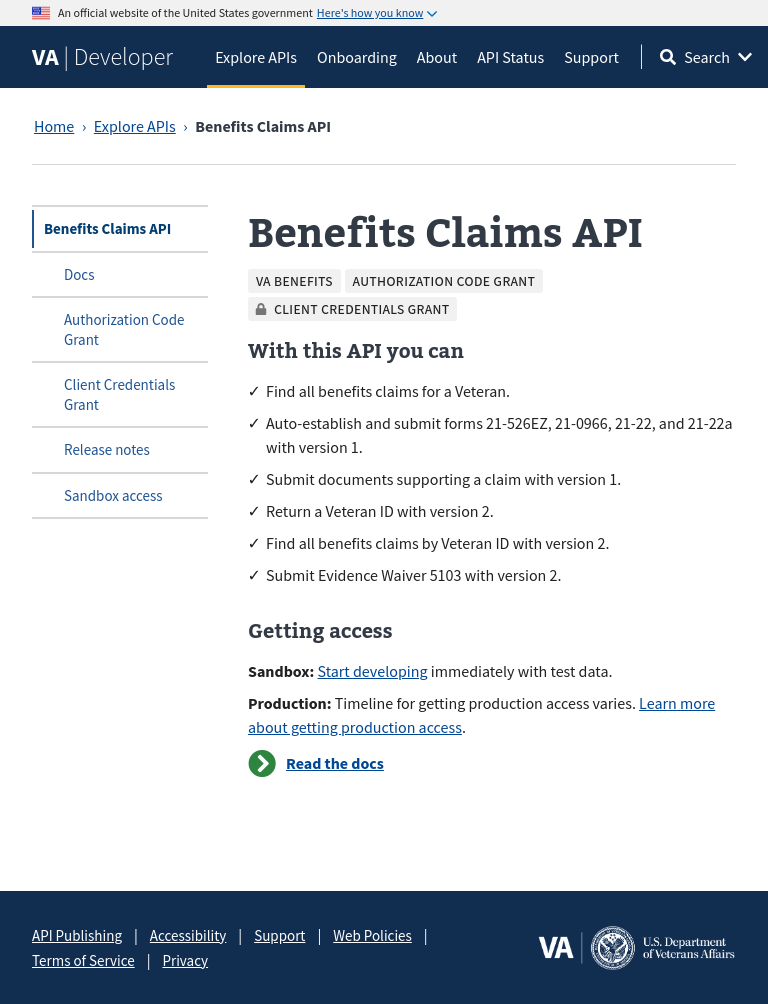 An official website of the United States government Here's how you know
VA | Developer
Explore APIs Onboarding About API Status Support Search
Home › Explore APIs › Benefits Claims API
Benefits Claims API
Docs
Authorization Code
Grant
Client Credentials
Grant
Release notes
Sandbox access
Benefits Claims API
VA BENEFITS AUTHORIZATION CODE GRANT
CLIENT CREDENTIALS GRANT
With this API you can
✓ Find all benefits claims for a Veteran.
✓ Auto-establish and submit forms 21-526EZ, 21-0966, 21-22, and 21-22a
with version 1.
✓ Submit documents supporting a claim with version 1.
✓ Return a Veteran ID with version 2.
✓ Find all benefits claims by Veteran ID with version 2.
✓ Submit Evidence Waiver 5103 with version 2.
Getting access
Sandbox: Start developing immediately with test data.
Production: Timeline for getting production access varies. Learn more
about getting production access.
Read the docs
API Publishing | Accessibility | Support | Web Policies |
Terms of Service | Privacy
VA | U.S. Department
of Veterans Affairs